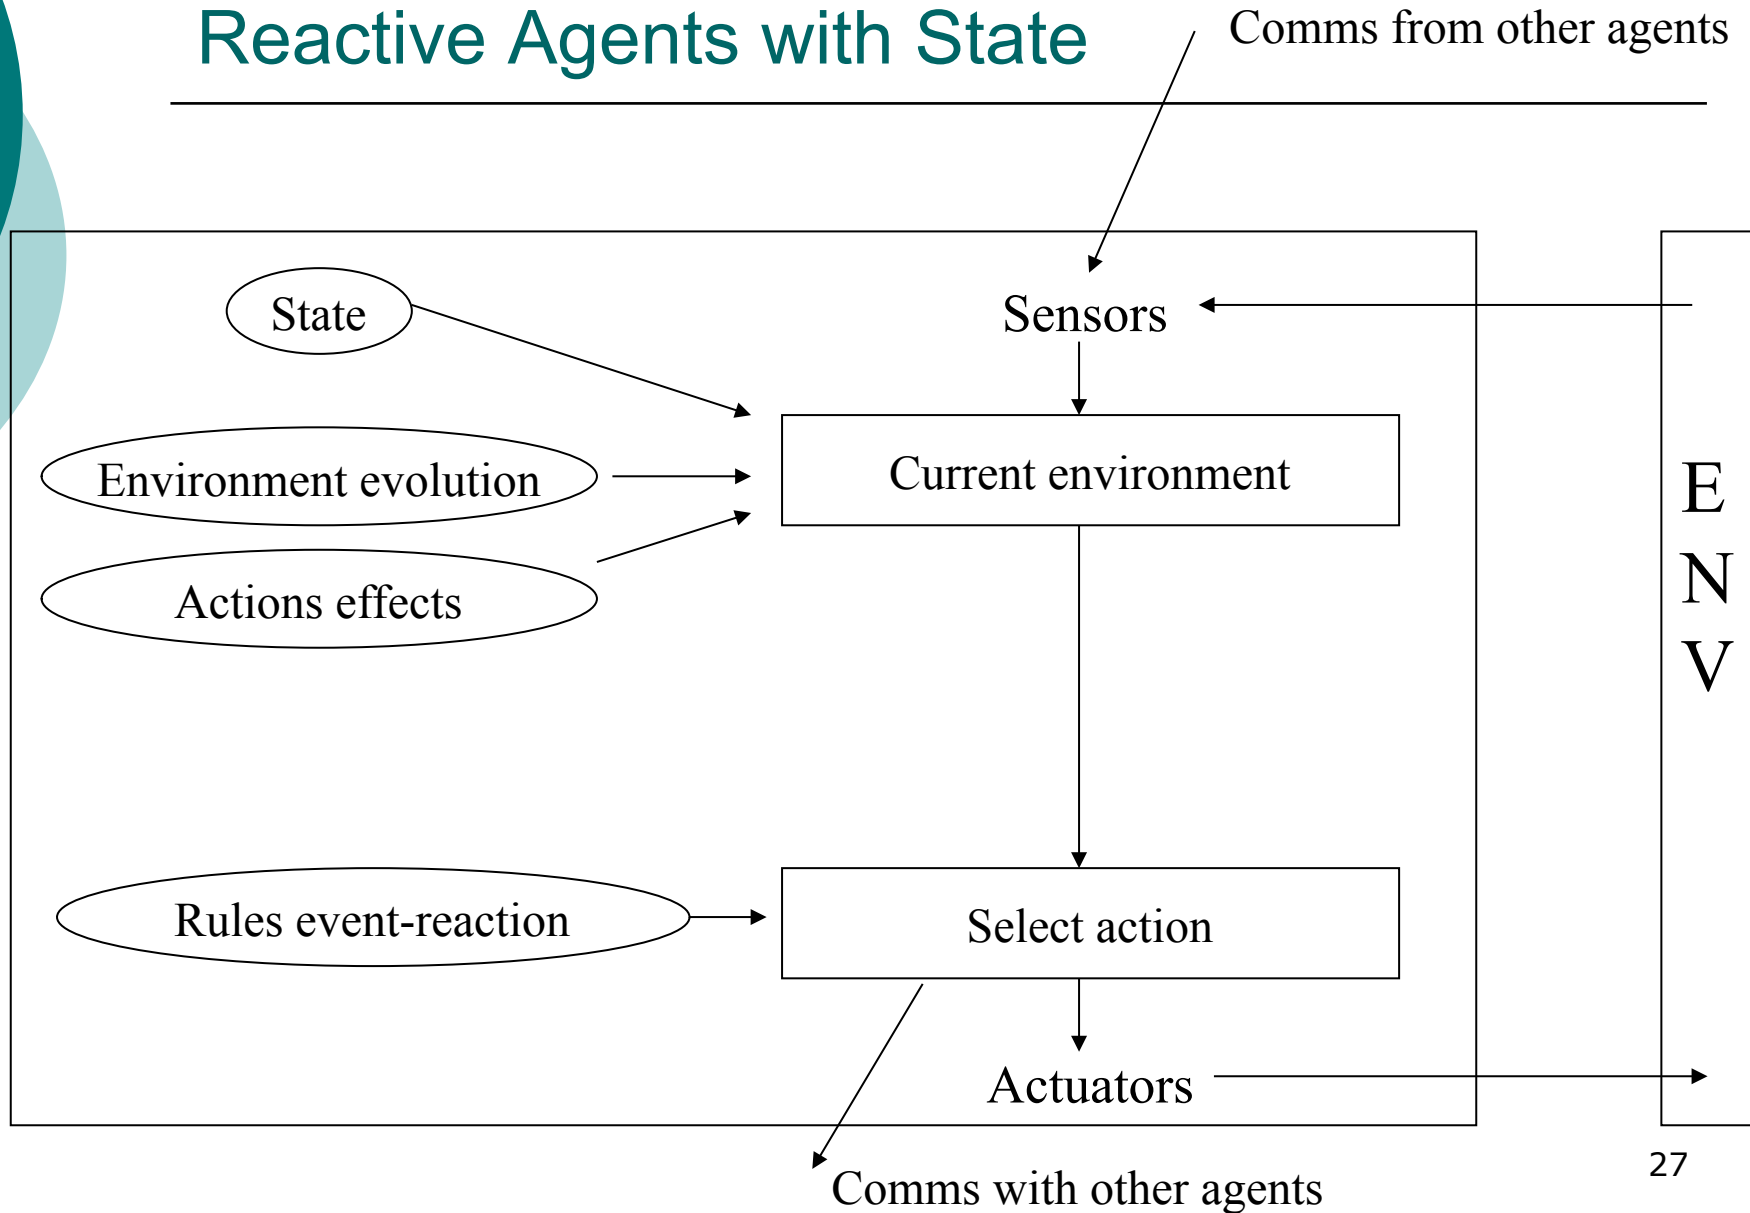 Reactive Agents with State
Comms from other agents
State
Sensors
Environment evolution
Current environment
Actions effects
E
N
V
Rules event-reaction
Select action
Actuators
Comms with other agents
27